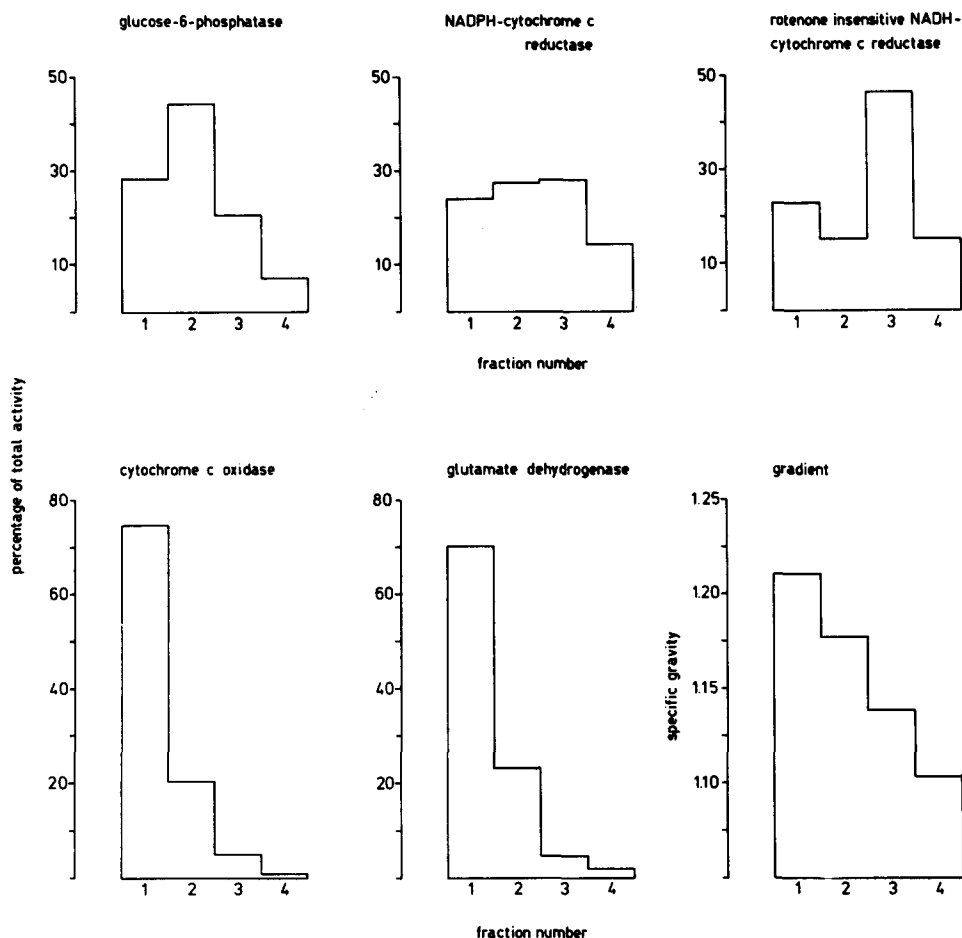 glucose-6-phosphatase
NADPH-cytochrome c
reductase
rotenone insensitive NADH-
cytochrome c reductase
50
30
10
1 2 3 4
50
30
10
1 2 3 4
50
30
10
1 2 3 4
fraction number
percentage of total activity
cytochrome c oxidase
glutamate dehydrogenase
gradient
80
60
40
20
1 2 3 4
80
60
40
20
1 2 3 4
specific gravity
1.25
1.20
1.15
1.10
1 2 3 4
fraction number